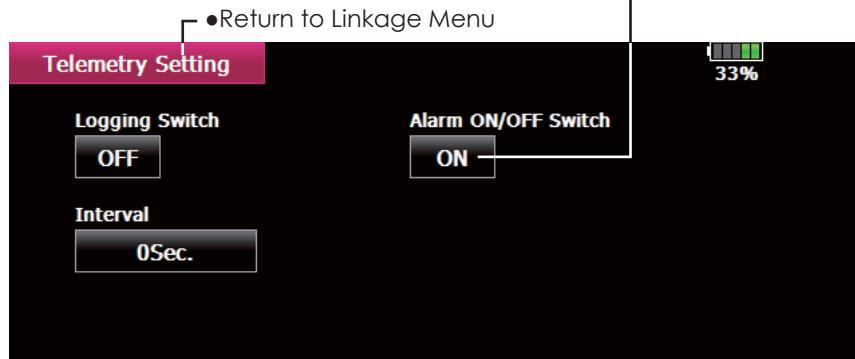 ●Return to Linkage Menu
Telemetry Setting
33%
Logging Switch
Alarm ON/OFF Switch
OFF
ON
Interval
0Sec.